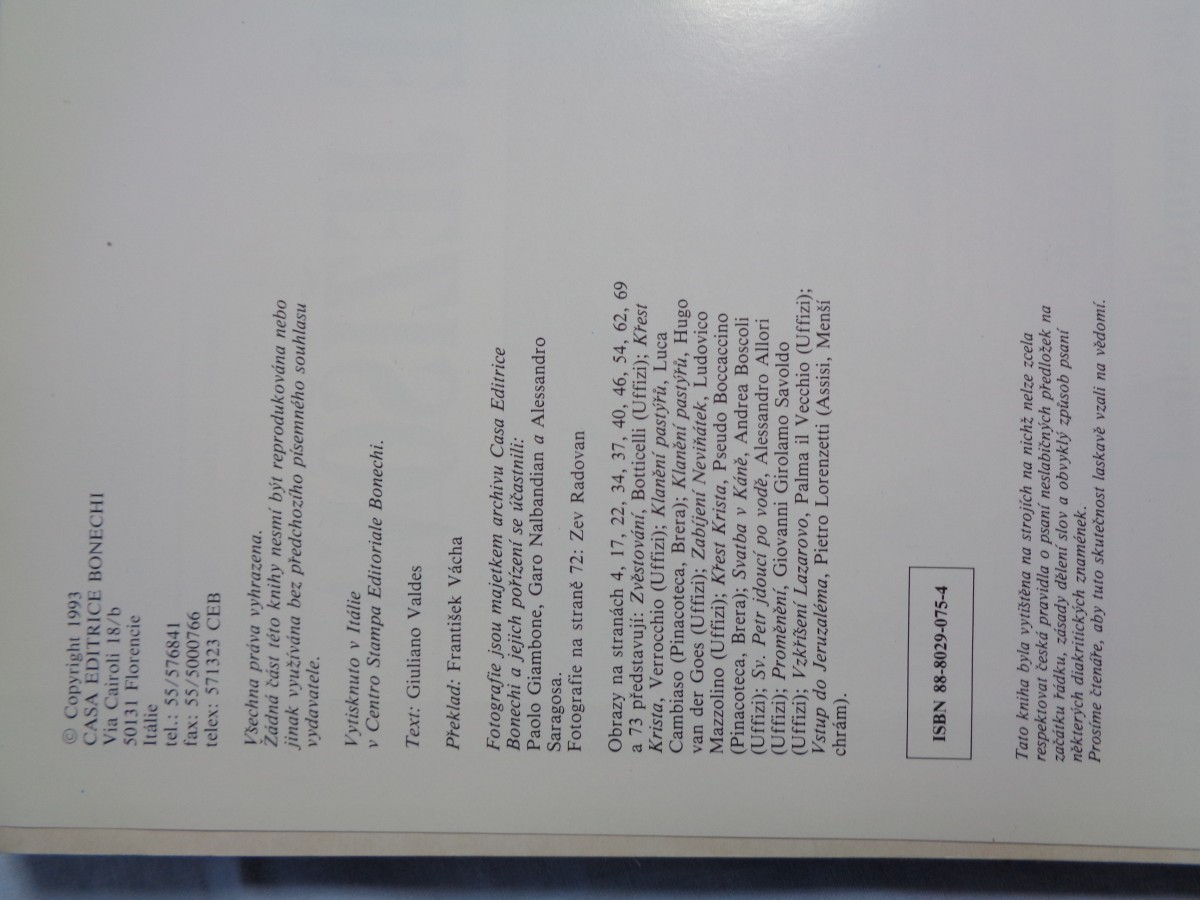 © Copyright 1993
CASA EDITRICE BONECHI
Via Cairoli 18/b
50131 Florencie
Itálie
tel.: 55/576841
fax: 55/5000766
telex: 571323 CEB
Všechna práva vyhrazena.
Žádná část této knihy nesmí být reprodukována nebo
jinak využívána bez předchozího písemného souhlasu
vydavatele.
Vytisknuto v Itálie
v Centro Stampa Editoriale Bonechi.
Text: Giuliano Valdes
Překlad: František Vácha
Fotografie jsou majetkem archivu Casa Editrice
Bonechi a jejich pořízení se účastnili:
Paolo Giambone, Garo Nalbandian a Alessandro
Saragosa.
Fotografie na straně 72: Zev Radovan
Obrazy na stranách 4, 17, 22, 34, 37, 40, 46, 54, 62, 69
a 73 představují: Zvěstování, Botticelli (Uffizi); Křest
Krista, Verrocchio (Uffizi); Klanění pastýřů, Luca
Cambiaso (Pinacoteca, Brera); Klanění pastýřů, Hugo
van der Goes (Uffizi); Zabíjení Neviňátek, Ludovico
Mazzolino (Uffizi); Křest Krista, Pseudo Boccaccino
(Pinacoteca, Brera); Svatba v Káně, Andrea Boscoli
(Uffizi); Sv. Petr jdoucí po vodě, Alessandro Allori
(Uffizi); Proměnění, Giovanni Girolamo Savoldo
(Uffizi); Vzkříšení Lazarovo, Palma il Vecchio (Uffizi);
Vstup do Jeruzaléma, Pietro Lorenzetti (Assisi, Menší
chrám).
ISBN 88-8029-075-4
Tato kniha byla vytištěna na strojích na nichž nelze zcela
respektovat česká pravidla o psaní neslabičných předložek na
začátku řádku, zásady dělení slov a obvyklý způsob psaní
některých diakritických znamének.
Prosíme čtenáře, aby tuto skutečnost laskavě vzali na vědomí.